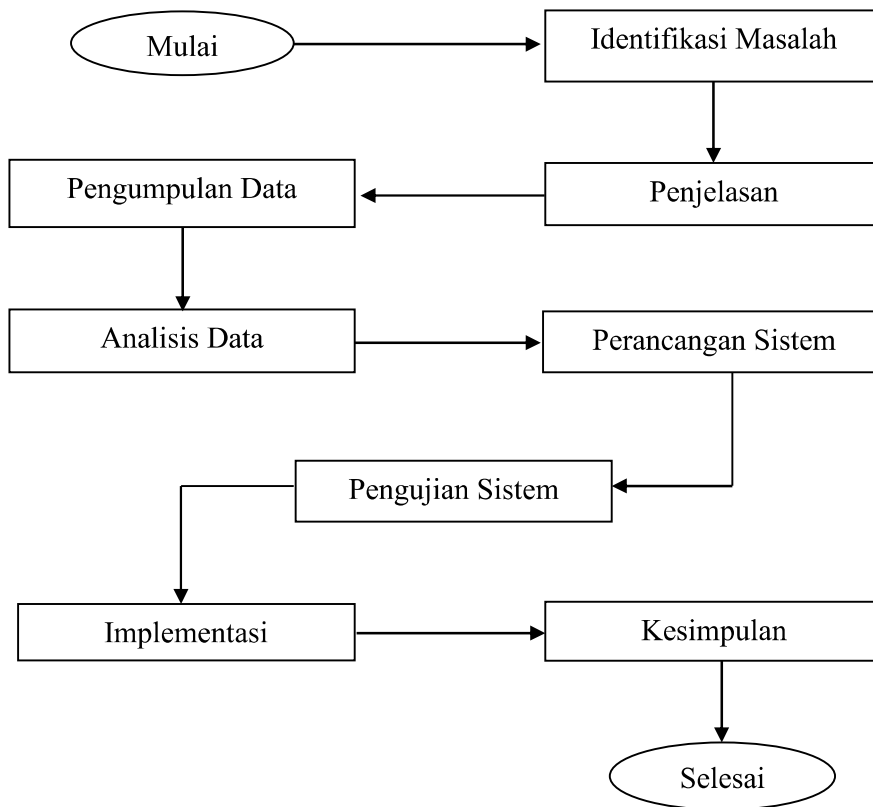 Mulai
Identifikasi Masalah
Penjelasan
Pengumpulan Data
Analisis Data
Perancangan Sistem
Pengujian Sistem
Implementasi
Kesimpulan
Selesai